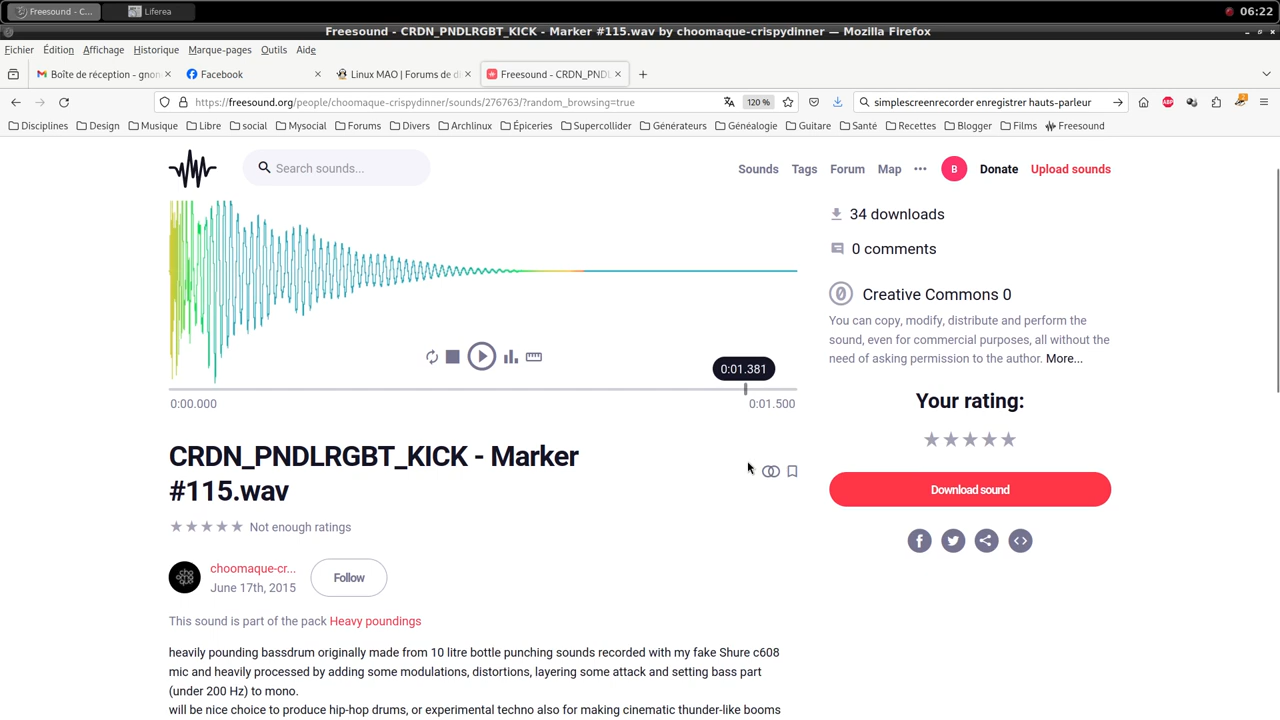 Freesound - C...
Liferea
06:22
Freesound - CRDN_PNDLRGBT_KICK - Marker #115.wav by choomaque-crispydinner — Mozilla Firefox
Fichier Édition Affichage Historique Marque-pages Outils Aide
Boîte de réception - gnon
Facebook
Linux MAO | Forums de di
Freesound - CRDN_PNDL
https://freesound.org/people/choomaque-crispydinner/sounds/276763/?random_browsing=true
120 %
simplescreenrecorder enregistrer hauts-parleur
ABP
2
Disciplines Design Musique Libre social Mysocial Forums Divers Archlinux Épiceries Supercollider Générateurs Généalogie Guitare Santé Recettes Blogger Films Freesound
Search sounds...
Sounds Tags Forum Map B Donate Upload sounds
34 downloads
0 comments
0 Creative Commons 0
You can copy, modify, distribute and perform the
sound, even for commercial purposes, all without the
need of asking permission to the author. More...
0:01.381
0:00.000
0:01.500
Your rating:
Download sound
CRDN_PNDLRGBT_KICK - Marker
#115.wav
Not enough ratings
choomaque-cr...
June 17th, 2015
Follow
This sound is part of the pack Heavy poundings
heavily pounding bassdrum originally made from 10 litre bottle punching sounds recorded with my fake Shure c608
mic and heavily processed by adding some modulations, distortions, layering some attack and setting bass part
(under 200 Hz) to mono.
will be nice choice to produce hip-hop drums, or experimental techno also for making cinematic thunder-like booms